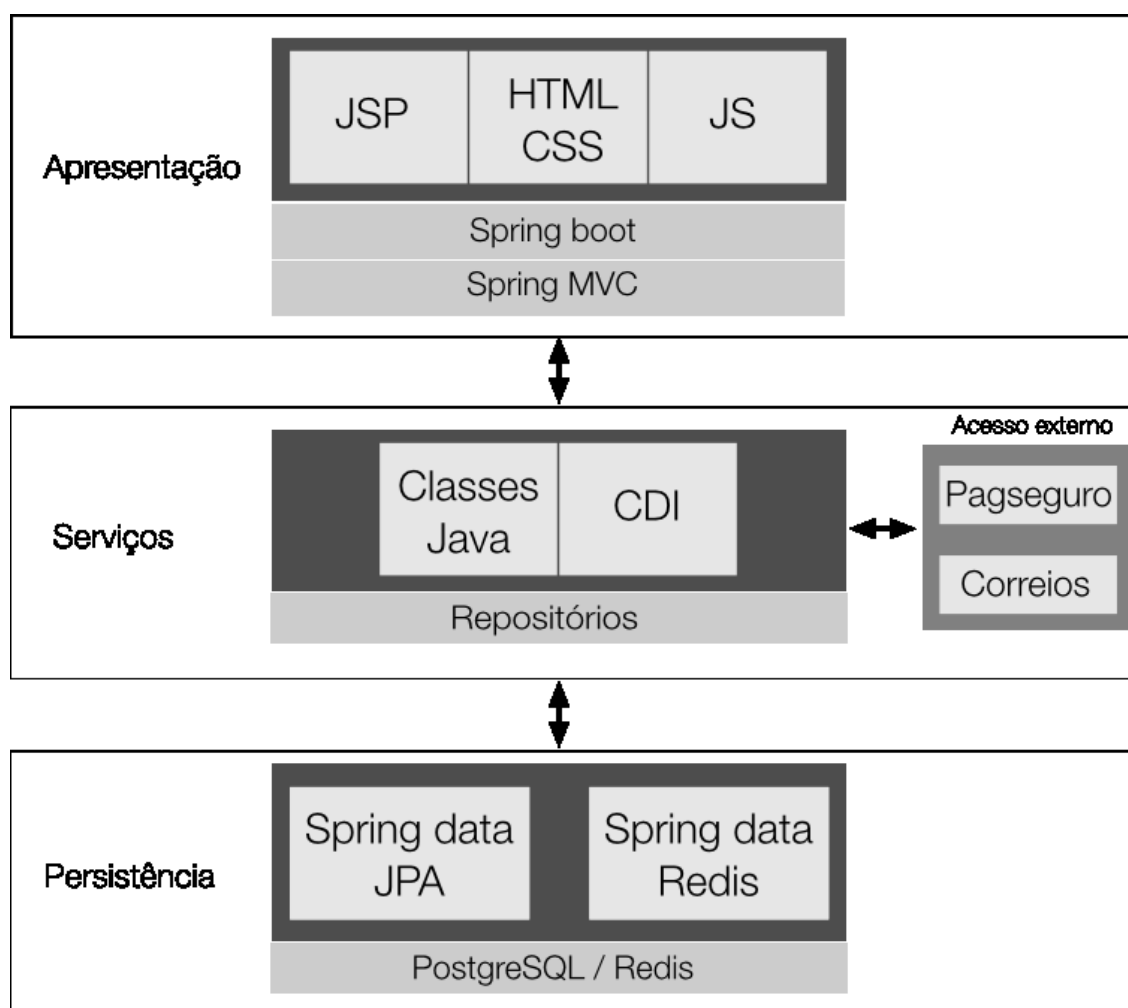 Apresentação
JSP
HTML
CSS
JS
Spring boot
Spring MVC
Serviços
Classes
Java
CDI
Repositórios
Acesso externo
Pagseguro
Correios
Persistência
Spring data
JPA
Spring data
Redis
PostgreSQL / Redis